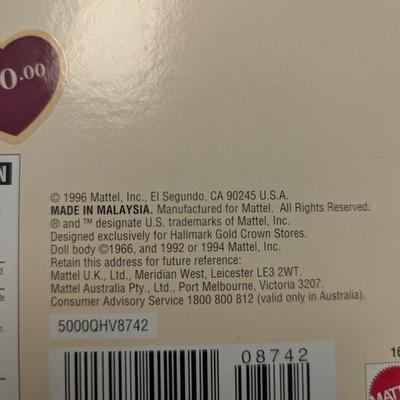 0.00
N
© 1996 Mattel, Inc., El Segundo, CA 90245 U.S.A.
MADE IN MALAYSIA. Manufactured for Mattel. All Rights Reserved.
® and ™ designate U.S. trademarks of Mattel, Inc.
Designed exclusively for Hallmark Gold Crown Stores.
Doll body ©1966, and 1992 or 1994 Mattel, Inc.
Retain this address for future reference:
Mattel U.K., Ltd., Meridian West, Leicester LE3 2WT.
Mattel Australia Pty., Ltd., Port Melbourne, Victoria 3207.
Consumer Advisory Service 1800 800 812 (valid only in Australia).
5000QHV8742
08742
16
MATT